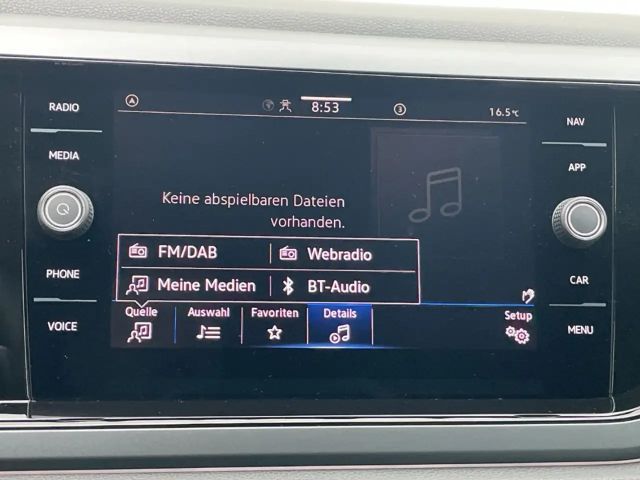 RADIO
MEDIA
PHONE
VOICE
8:53
3
16.5°C
Keine abspielbaren Dateien
vorhanden.
FM/DAB
Webradio
Meine Medien
BT-Audio
Quelle
Auswahl
Favoriten
Details
Setup
NAV
APP
CAR
MENU